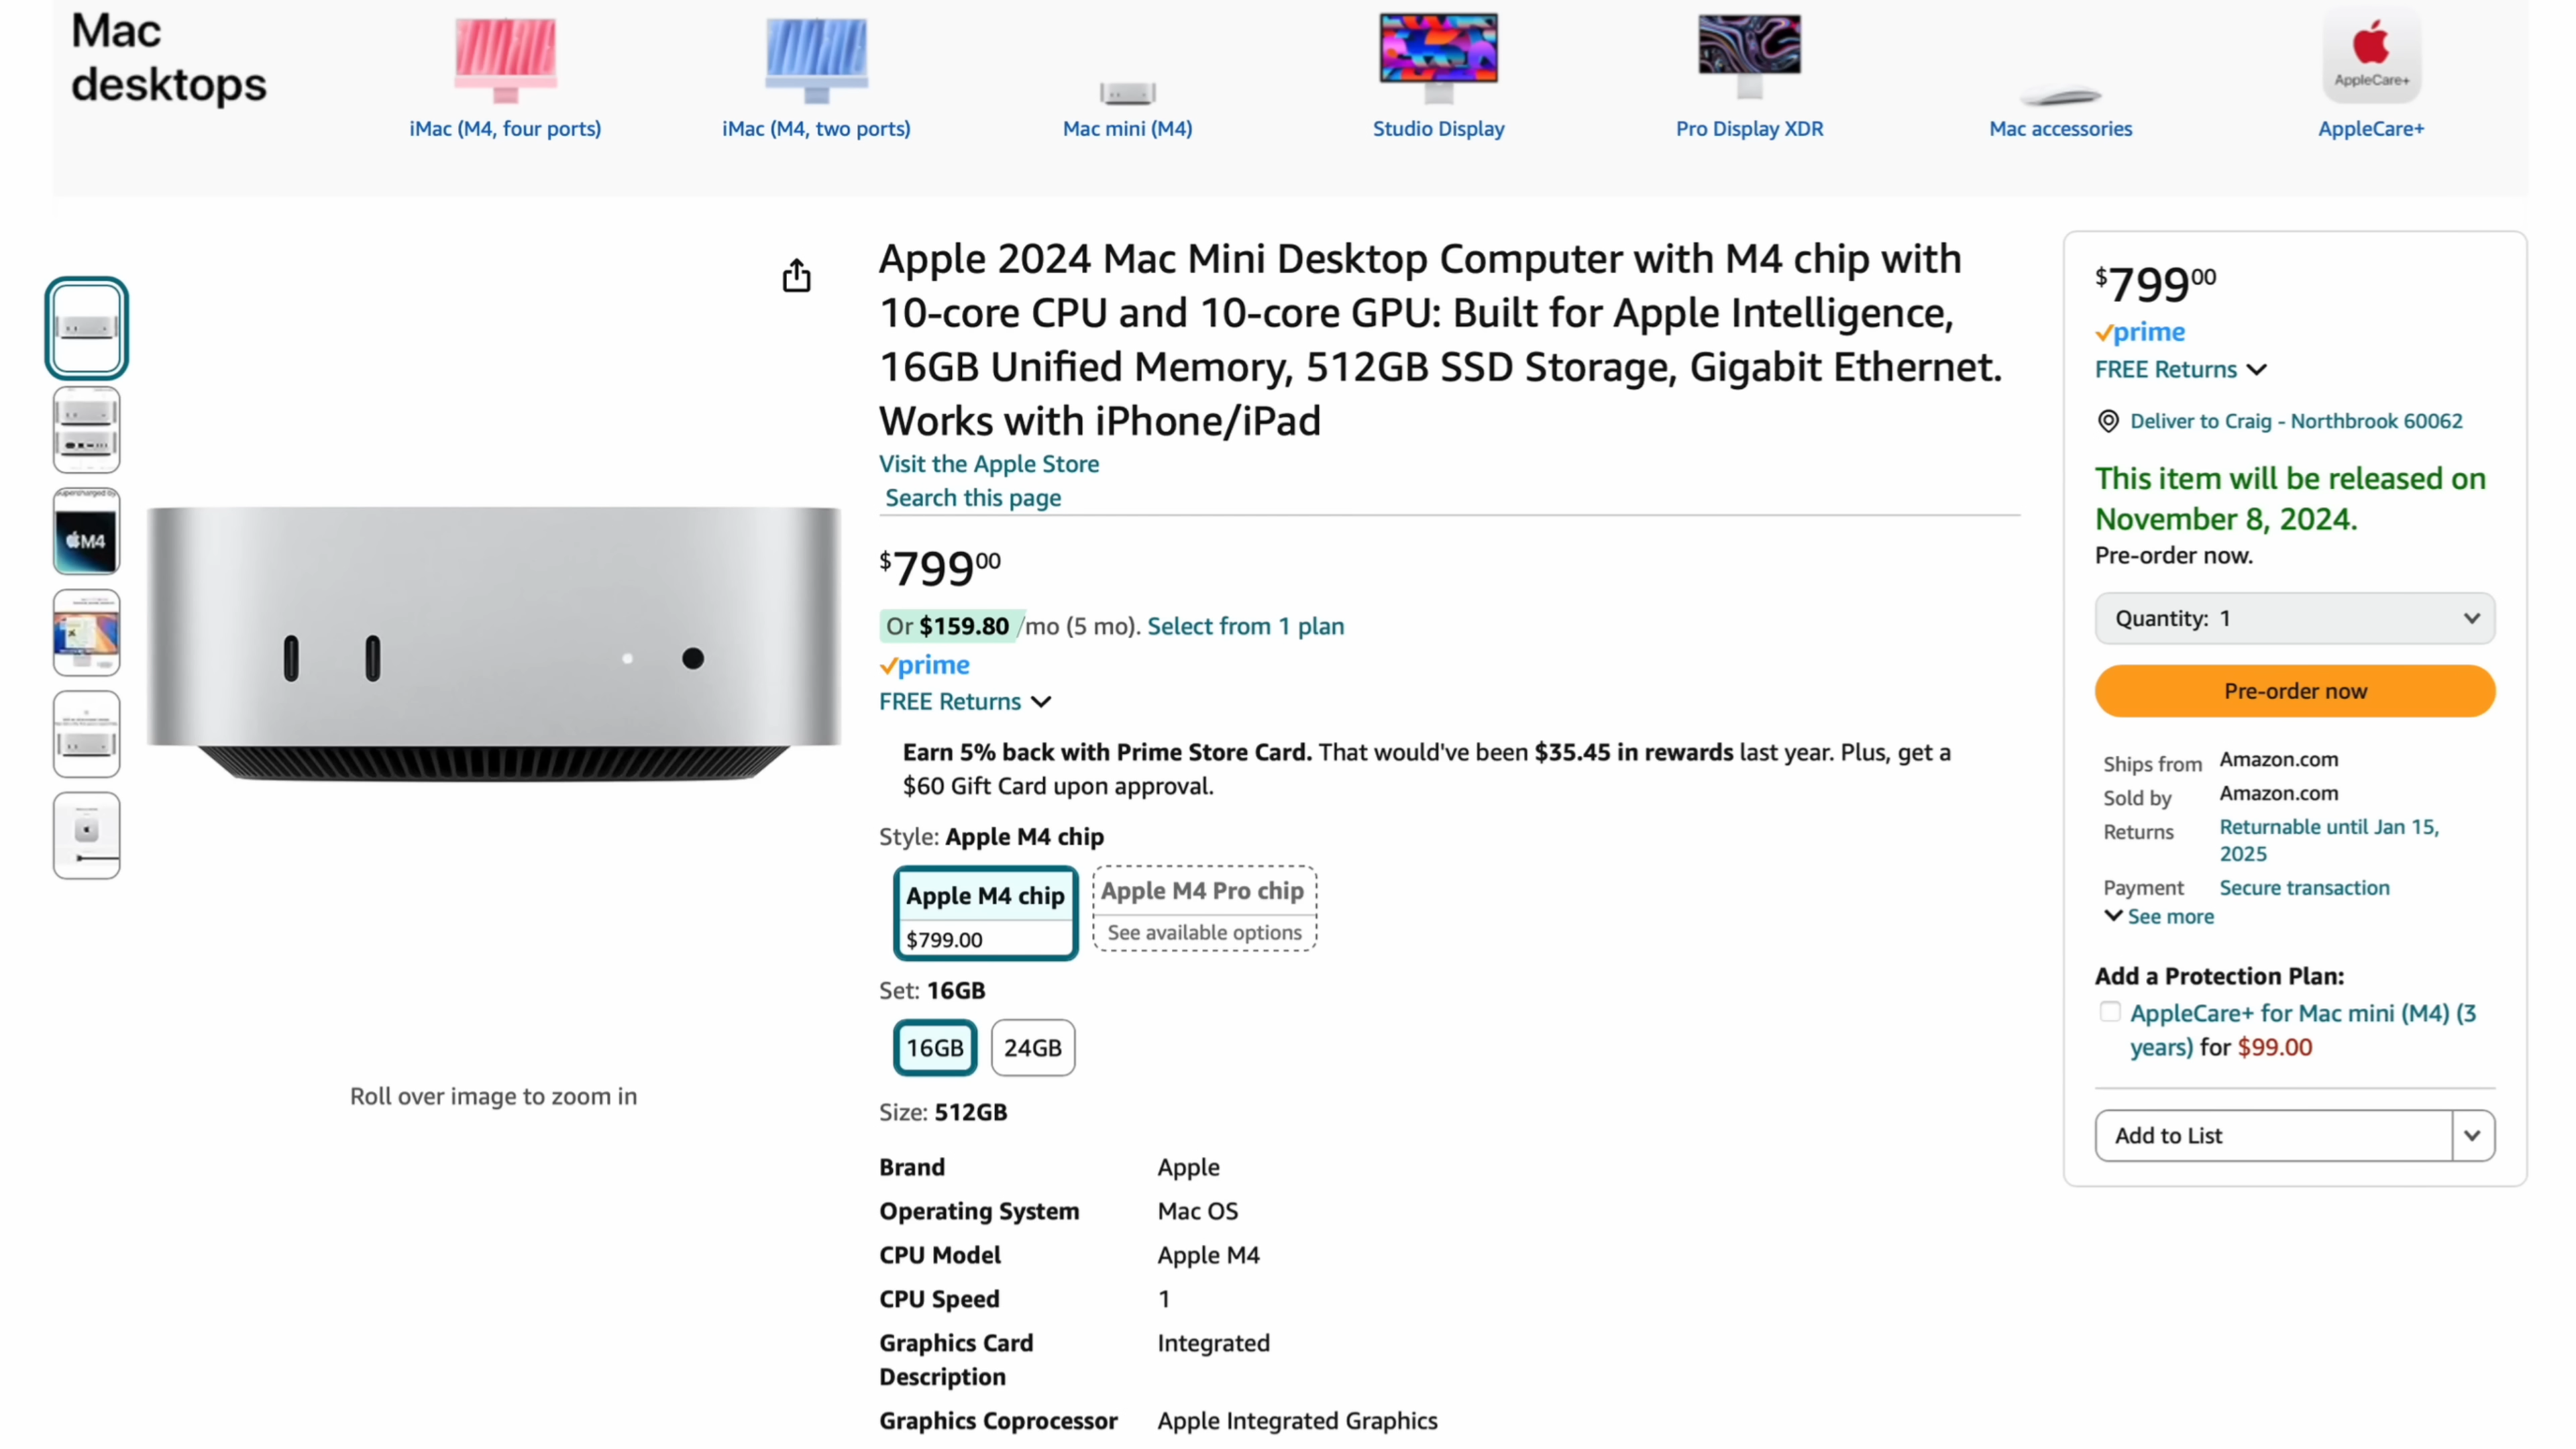 Mac
desktops
iMac (M4, four ports)
iMac (M4, two ports)
Mac mini (M4)
Studio Display
Pro Display XDR
Mac accessories
AppleCare+
AppleCare+
M4
Roll over image to zoom in
Apple 2024 Mac Mini Desktop Computer with M4 chip with
10-core CPU and 10-core GPU: Built for Apple Intelligence,
16GB Unified Memory, 512GB SSD Storage, Gigabit Ethernet.
Works with iPhone/iPad
Visit the Apple Store
Search this page
$79900
Or $159.80 /mo (5 mo). Select from 1 plan
prime
FREE Returns
Earn 5% back with Prime Store Card. That would've been $35.45 in rewards last year. Plus, get a
$60 Gift Card upon approval.
Style: Apple M4 chip
Apple M4 chip
$799.00
Apple M4 Pro chip
See available options
Set: 16GB
16GB
24GB
Size: 512GB
Brand Apple
Operating System Mac OS
CPU Model Apple M4
CPU Speed 1
Graphics Card Integrated
Description
Graphics Coprocessor Apple Integrated Graphics
$79900
prime
FREE Returns
Deliver to Craig - Northbrook 60062
This item will be released on
November 8, 2024.
Pre-order now.
Quantity: 1
Pre-order now
Ships from Amazon.com
Sold by Amazon.com
Returns Returnable until Jan 15,
2025
Payment Secure transaction
See more
Add a Protection Plan:
AppleCare+ for Mac mini (M4) (3
years) for $99.00
Add to List